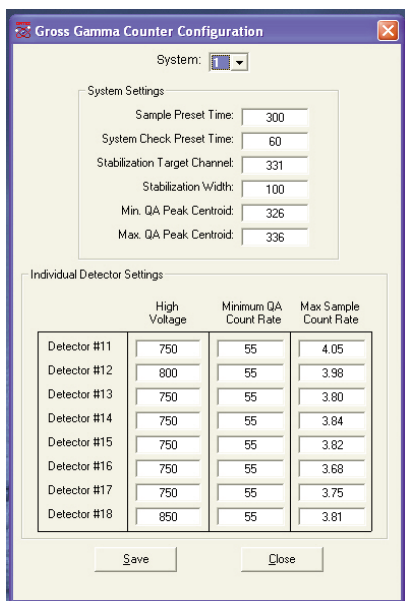 Gross Gamma Counter Configuration
System: 1
System Settings
Sample Preset Time: 300
System Check Preset Time: 60
Stabilization Target Channel: 331
Stabilization Width: 100
Min. QA Peak Centroid: 326
Max. QA Peak Centroid: 336
Individual Detector Settings
High Voltage Minimum QA Count Rate Max Sample Count Rate
Detector #11 750 55 4.05
Detector #12 800 55 3.98
Detector #13 750 55 3.80
Detector #14 750 55 3.84
Detector #15 750 55 3.82
Detector #16 750 55 3.68
Detector #17 750 55 3.75
Detector #18 850 55 3.81
Save Close